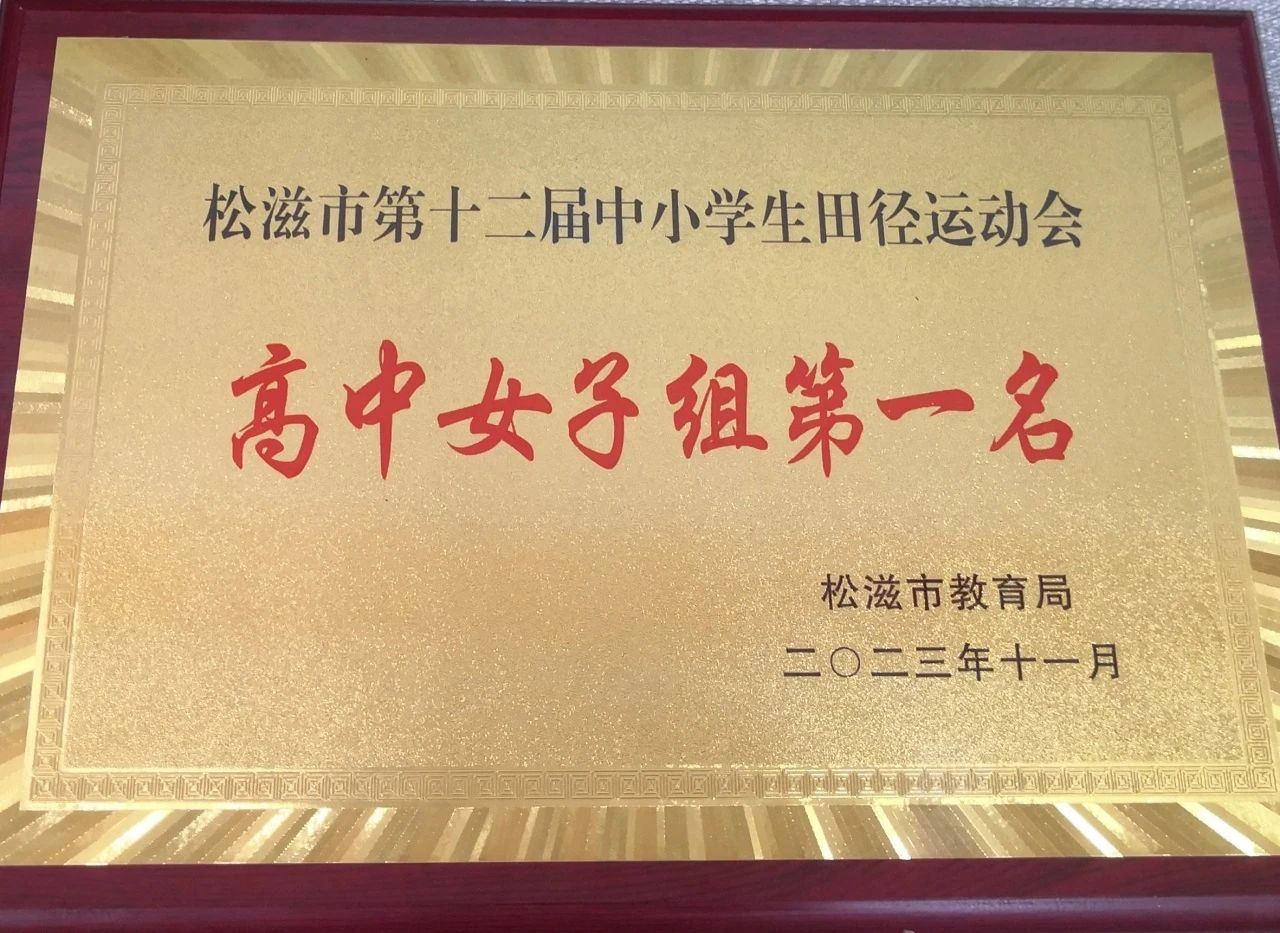 松滋市第十二届中小学生田径运动会
高中女子组第一名
松滋市教育局
二〇二三年十一月